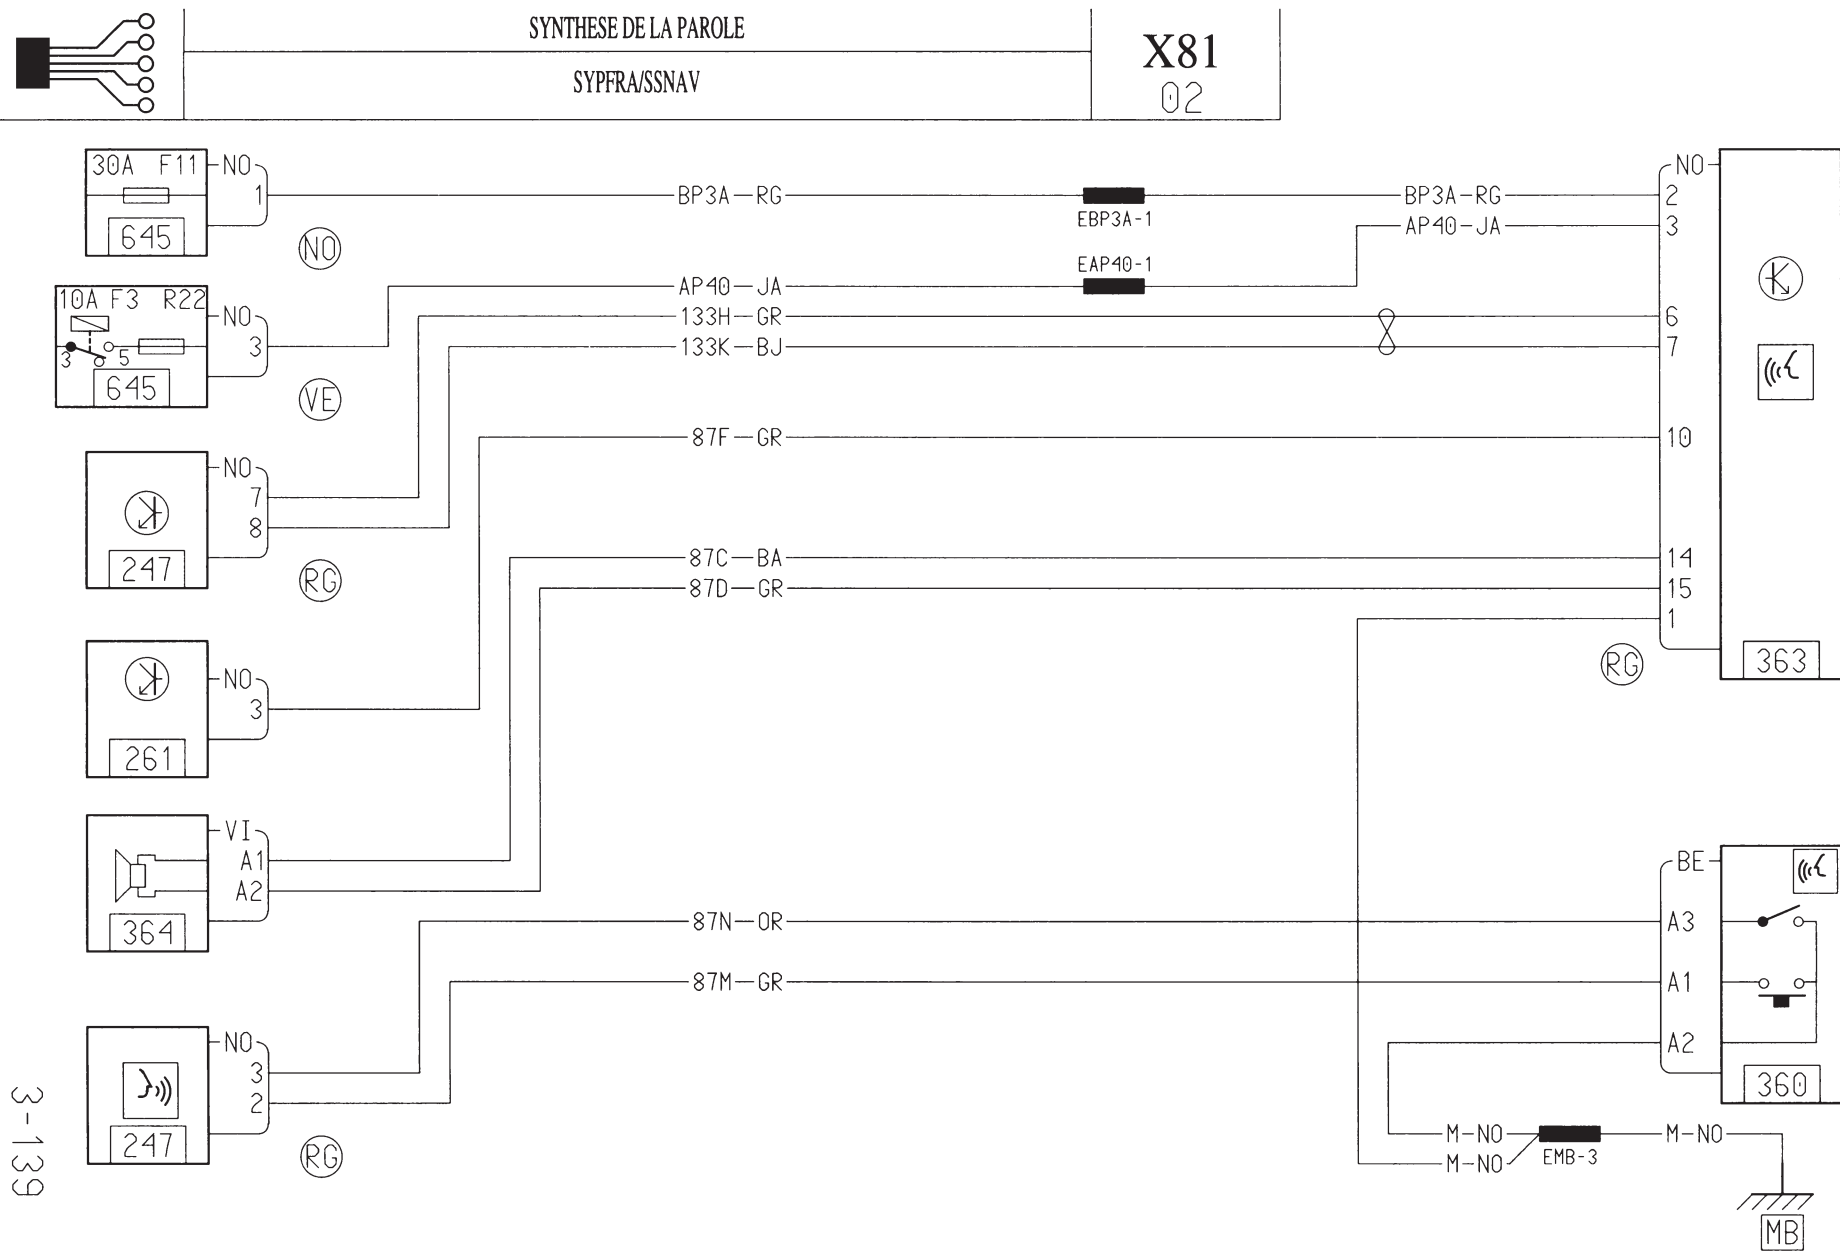 SYNTHESE DE LA PAROLE
SYPFRA/SSNAV
X81
02
30A F11
NO
1
645
NO
BP3A-RG
EBP3A-1
BP3A-RG
NO
2
AP40-JA
3
10A F3 R22
NO
3
3
5
645
VE
AP40-JA
EAP40-1
133H-GR
6
133K-BJ
7
NO
7
8
247
RG
87F-GR
10
87C-BA
14
87D-GR
15
1
RG
363
NO
3
261
VI
A1
A2
364
87N-OR
BE
A3
87M-GR
A1
A2
360
NO
3
2
247
RG
M-NO
M-NO
EMB-3
M-NO
MB
3-139